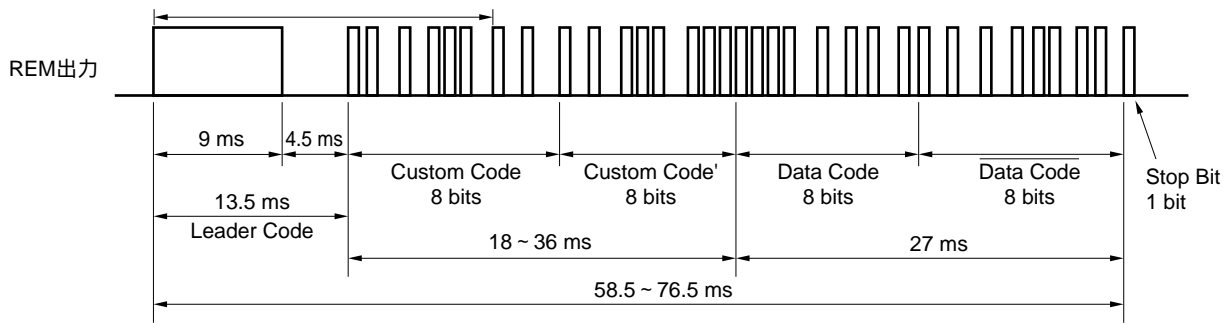 REM出力
9 ms
4.5 ms
Custom Code
8 bits
Custom Code'
8 bits
Data Code
8 bits
Data Code
8 bits
Stop Bit
1 bit
13.5 ms
Leader Code
18 ~ 36 ms
27 ms
58.5 ~ 76.5 ms